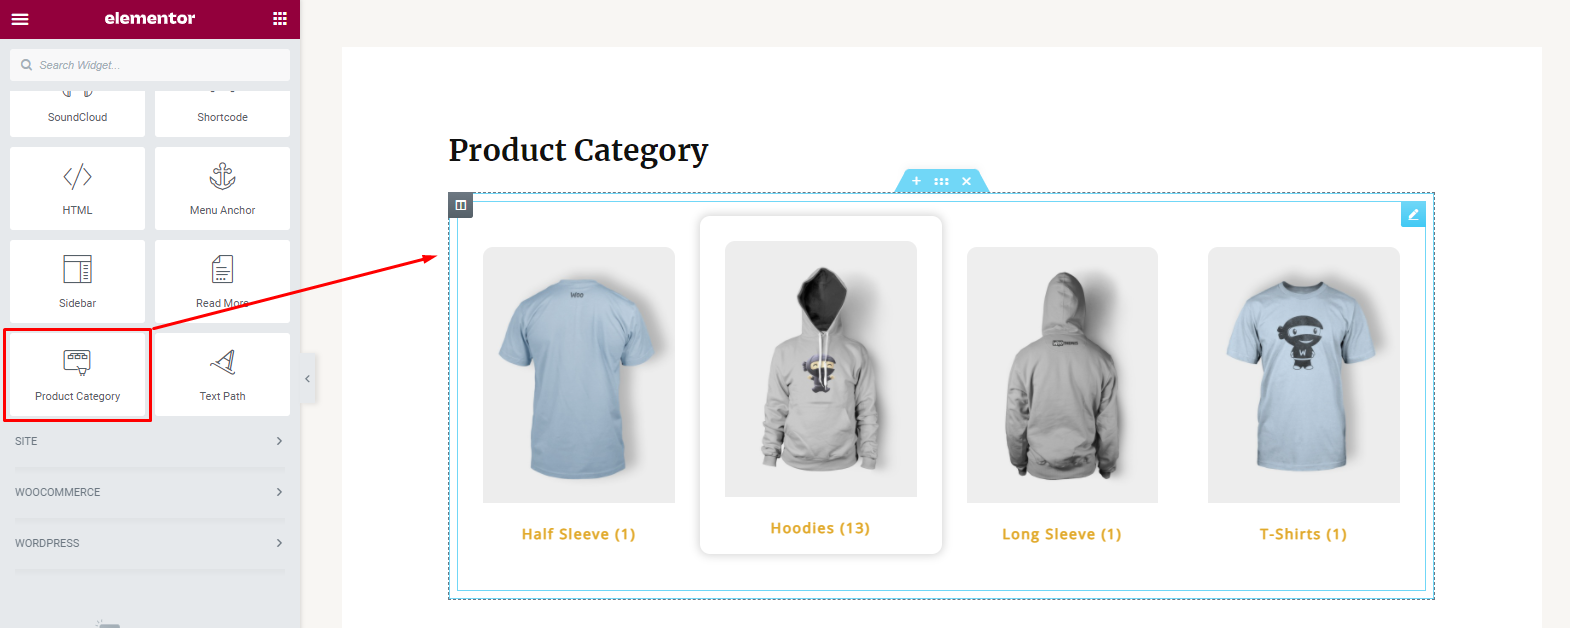 elementor
Search Widget...
SoundCloud
Shortcode
HTML
Menu Anchor
Sidebar
Read More
Product Category
Text Path
SITE
WOOCOMMERCE
WORDPRESS
Product Category
Woo
W
Half Sleeve (1)
Hoodies (13)
Long Sleeve (1)
T-Shirts (1)